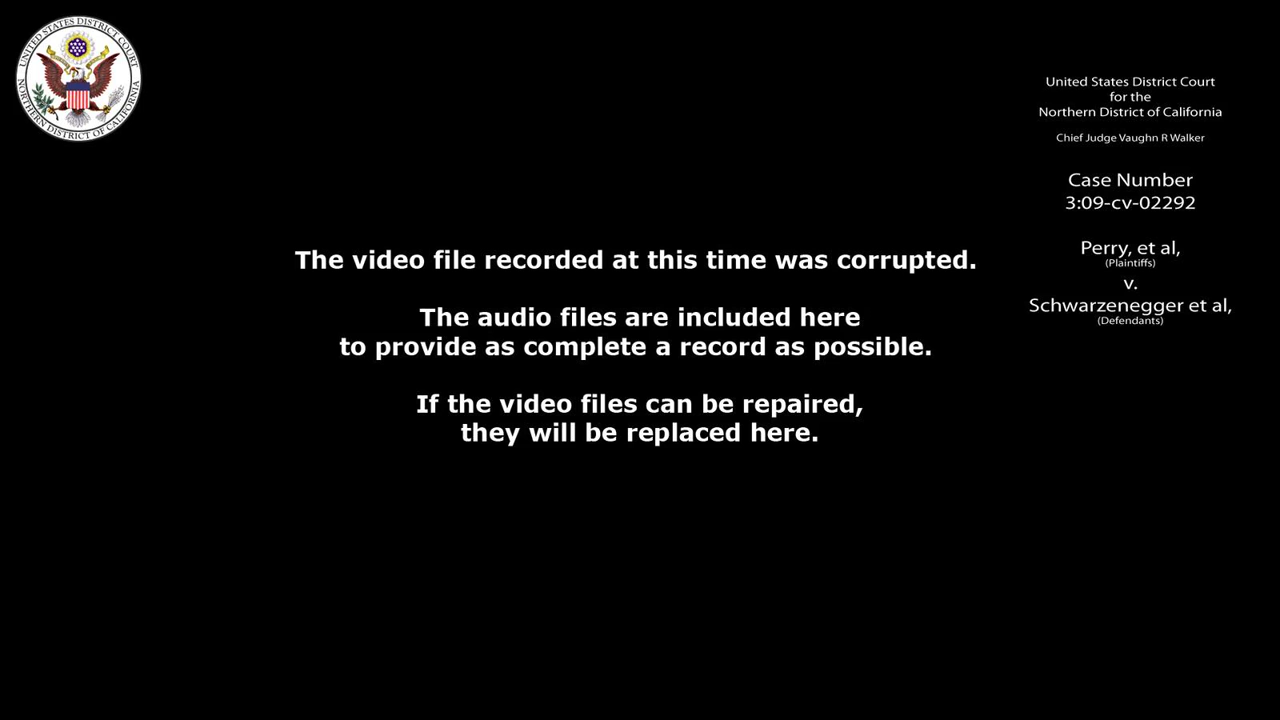 UNITED STATES DISTRICT COURT
NORTHERN DISTRICT OF CALIFORNIA
United States District Court
for the
Northern District of California
Chief Judge Vaughn R Walker
Case Number
3:09-cv-02292
Perry, et al,
(Plaintiffs)
v.
Schwarzenegger et al,
(Defendants)
The video file recorded at this time was corrupted.
The audio files are included here
to provide as complete a record as possible.
If the video files can be repaired,
they will be replaced here.